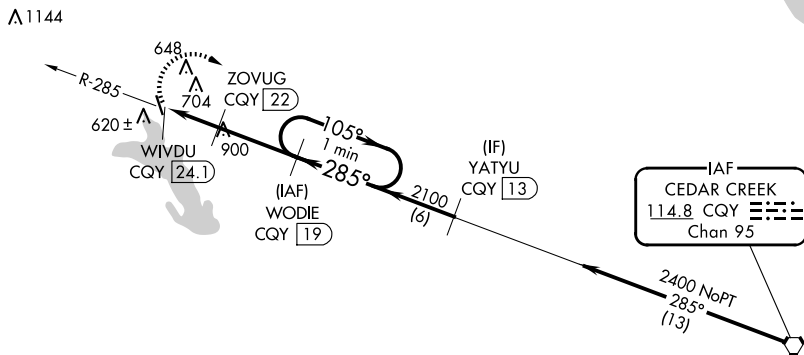 1144
648
R-285
704
ZOVUG
CQY 22
620 ±
900
WIVDU
CQY 24.1
105°
1 min
285°
(IAF)
WODIE
CQY 19
2100
(6)
(IF)
YATYU
CQY 13
IAF
CEDAR CREEK
114.8 CQY
Chan 95
2400 NoPT
285°
(13)